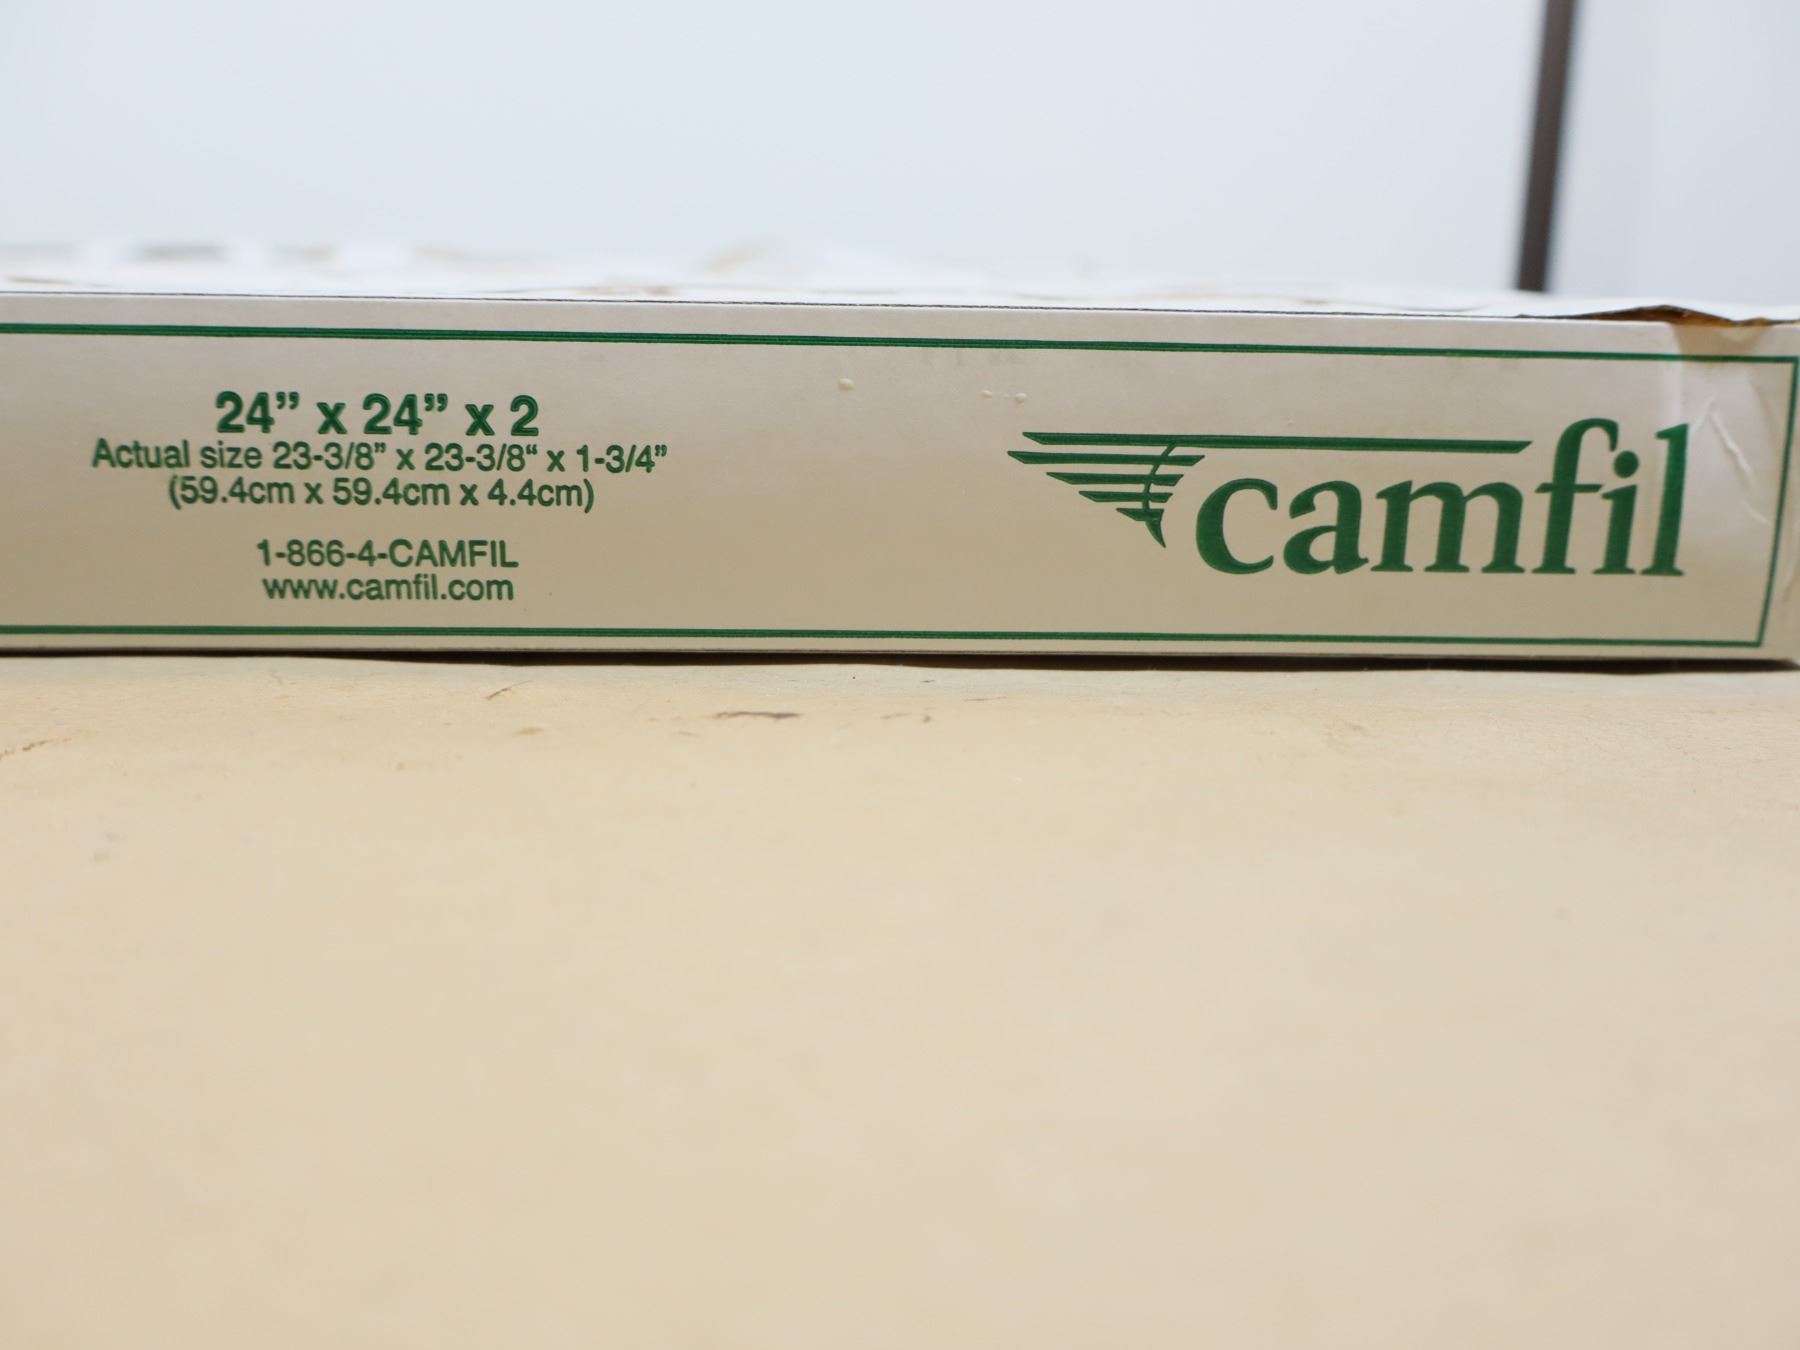 24” x 24” x 2
Actual size 23-3/8” x 23-3/8“ x 1-3/4”
(59.4cm x 59.4cm x 4.4cm)
1-866-4-CAMFIL
www.camfil.com
camfil